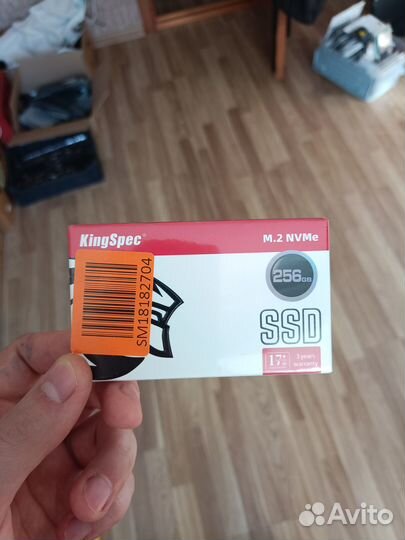 KingSpec®
M.2 NVMe
SM18182704
256GB
SSD
17
3 years
warranty
Avito